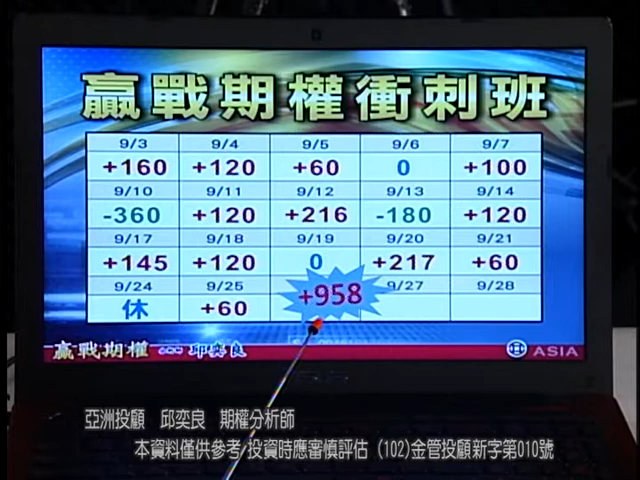 贏戰期權衝刺班
9/3 9/4 9/5 9/6 9/7
+160 +120 +60 0 +100
9/10 9/11 9/12 9/13 9/14
-360 +120 +216 -180 +120
9/17 9/18 9/19 9/20 9/21
+145 +120 0 +217 +60
9/24 9/25 9/27 9/28
休 +60 +958
贏戰期權 邱奕良 ASIA
亞洲投顧 邱奕良 期權分析師
本資料僅供參考 投資時應審慎評估 (102)金管投顧新字第010號